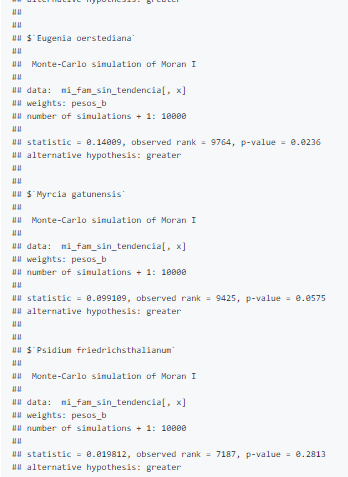 ## alternative hypothesis: greater
##
##
## $`Eugenia oerstediana`
##
##  Monte-Carlo simulation of Moran I
##
## data:  mi_fam_sin_tendencia[, x]
## weights: pesos_b
## number of simulations + 1: 10000
##
## statistic = 0.14009, observed rank = 9764, p-value = 0.0236
## alternative hypothesis: greater
##
##
## $`Myrcia gatunensis`
##
##  Monte-Carlo simulation of Moran I
##
## data:  mi_fam_sin_tendencia[, x]
## weights: pesos_b
## number of simulations + 1: 10000
##
## statistic = 0.099109, observed rank = 9425, p-value = 0.0575
## alternative hypothesis: greater
##
##
## $`Psidium friedrichsthalianum`
##
##  Monte-Carlo simulation of Moran I
##
## data:  mi_fam_sin_tendencia[, x]
## weights: pesos_b
## number of simulations + 1: 10000
##
## statistic = 0.019812, observed rank = 7187, p-value = 0.2813
## alternative hypothesis: greater